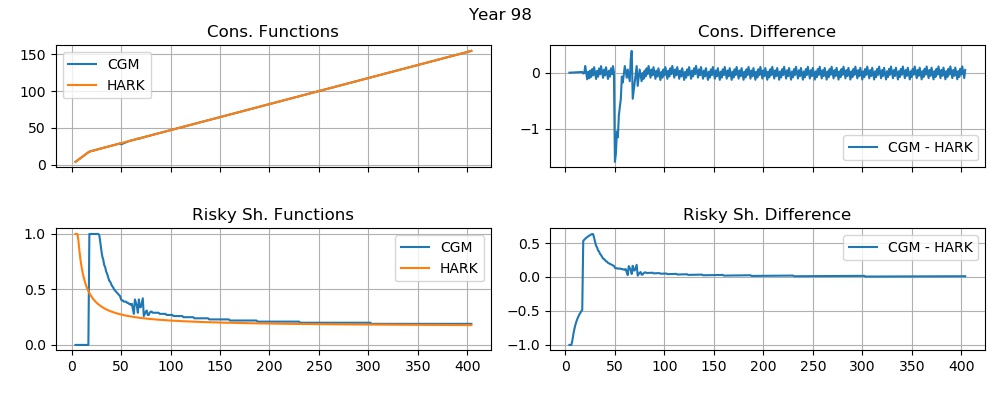 Year 98
Cons. Functions
Cons. Difference
150
100
50
0
CGM
HARK
0
−1
CGM - HARK
Risky Sh. Functions
Risky Sh. Difference
1.0
0.5
0.0
CGM
HARK
0 50 100 150 200 250 300 350 400
0.5
0.0
−0.5
−1.0
CGM - HARK
0 50 100 150 200 250 300 350 400